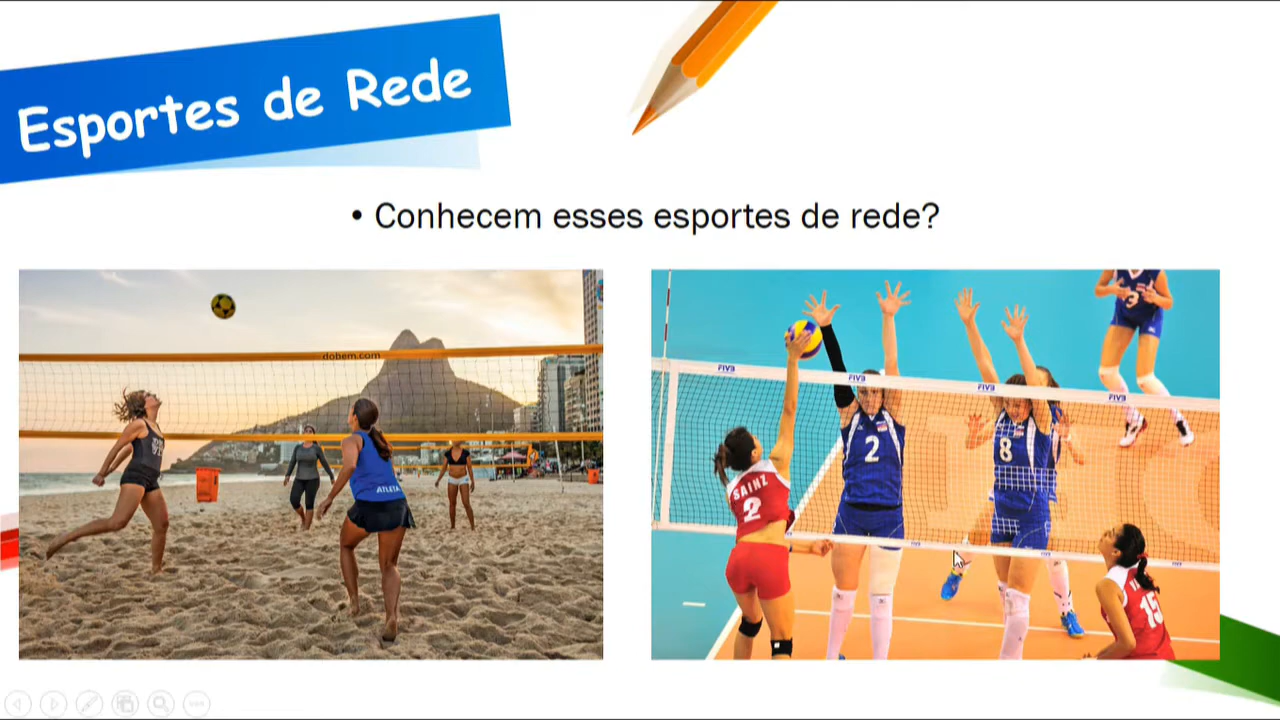 Esportes de Rede
• Conhecem esses esportes de rede?
dobem.com
ATLETA
FIVB
FIVB
FIVB
FIVB
3
2
8
SAINZ
2
15